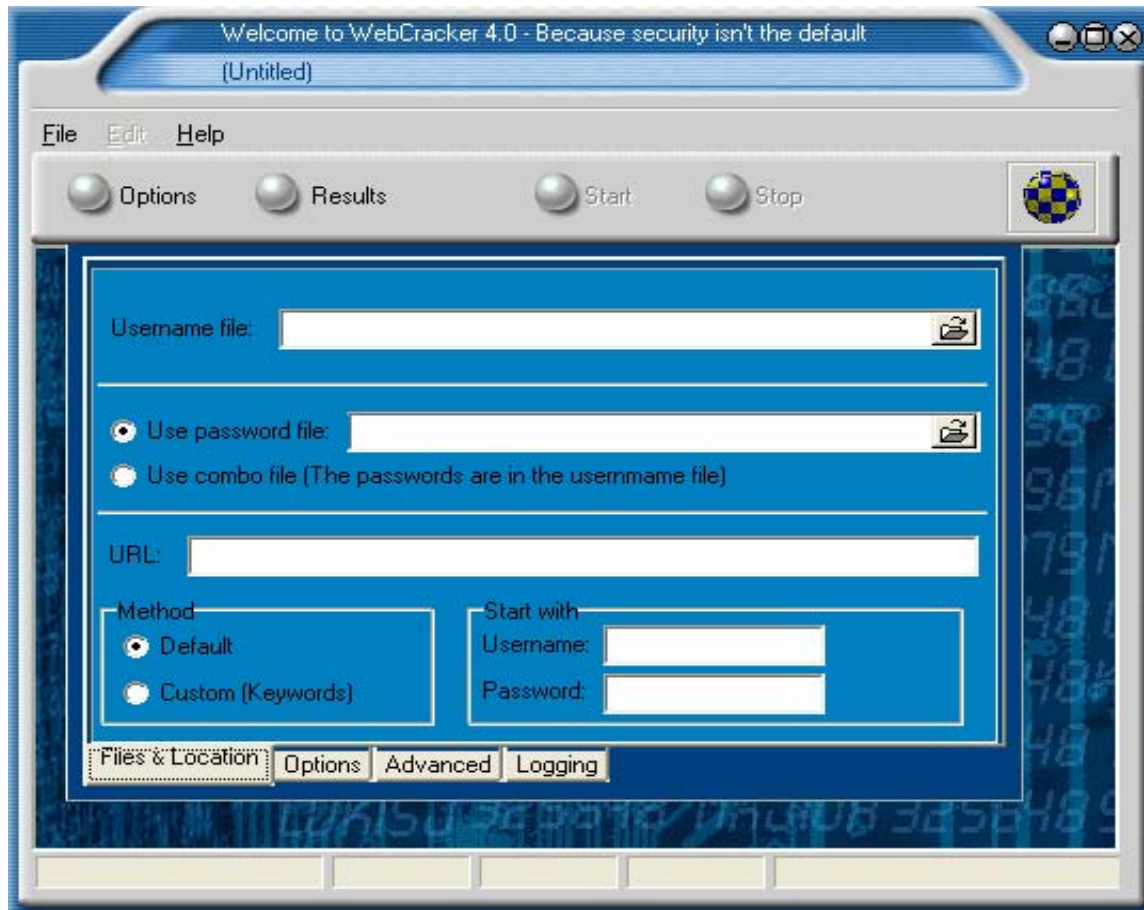 Welcome to WebCracker 4.0 - Because security isn't the default
(Untitled)
File Edit Help
Options Results Start Stop
Username file:
Use password file:
Use combo file (The passwords are in the usernmame file)
URL:
Method
Default
Custom (Keywords)
Start with
Username:
Password:
Files & Location Options Advanced Logging